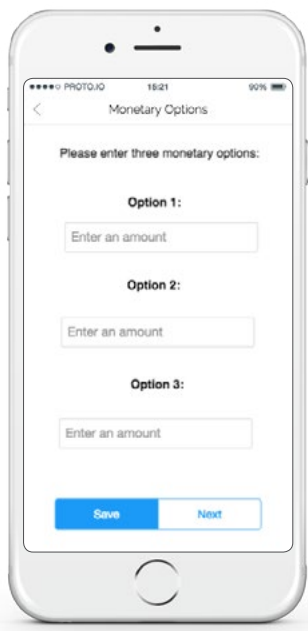 PROTO.IO 15:21 90%
Monetary Options
Please enter three monetary options:
Option 1:
Enter an amount
Option 2:
Enter an amount
Option 3:
Enter an amount
Save Next